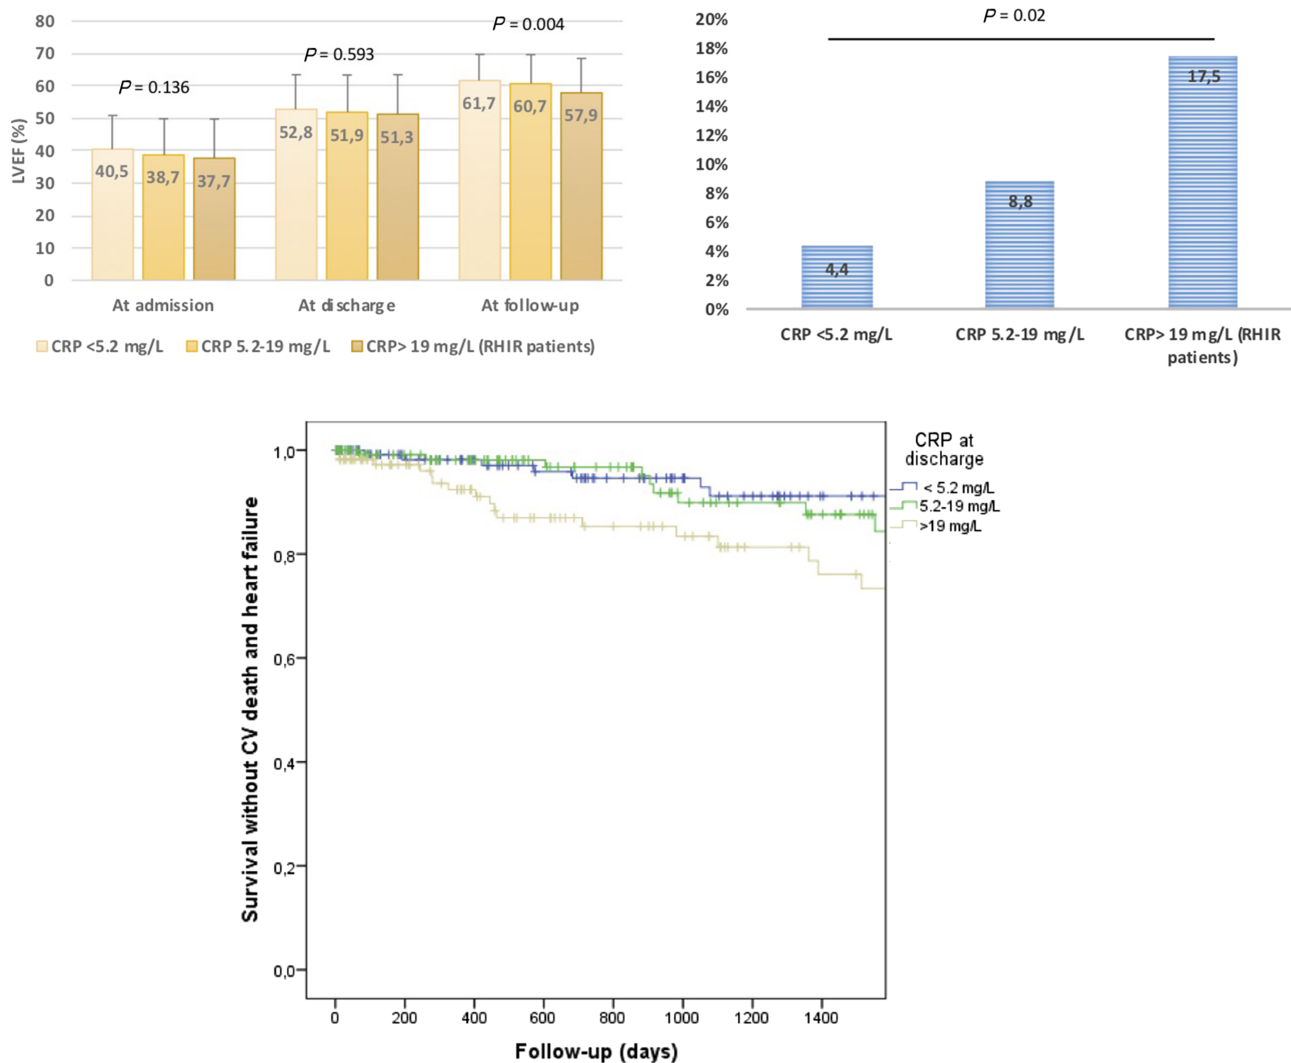 P = 0.136
P = 0.593
P = 0.004
LVEF (%)
80
70
60
50
40
30
20
10
0
40,5
38,7
37,7
52,8
51,9
51,3
61,7
60,7
57,9
At admission
At discharge
At follow-up
CRP <5.2 mg/L
CRP 5.2-19 mg/L
CRP> 19 mg/L (RHIR patients)
P = 0.02
20%
18%
16%
14%
12%
10%
8%
6%
4%
2%
0%
4,4
8,8
17,5
CRP <5.2 mg/L
CRP 5.2-19 mg/L
CRP> 19 mg/L (RHIR
patients)
Survival without CV death and heart failure
1,0
0,8
0,6
0,4
0,2
0,0
0
200
400
600
800
1000
1200
1400
Follow-up (days)
CRP at
discharge
< 5.2 mg/L
5.2-19 mg/L
>19 mg/L